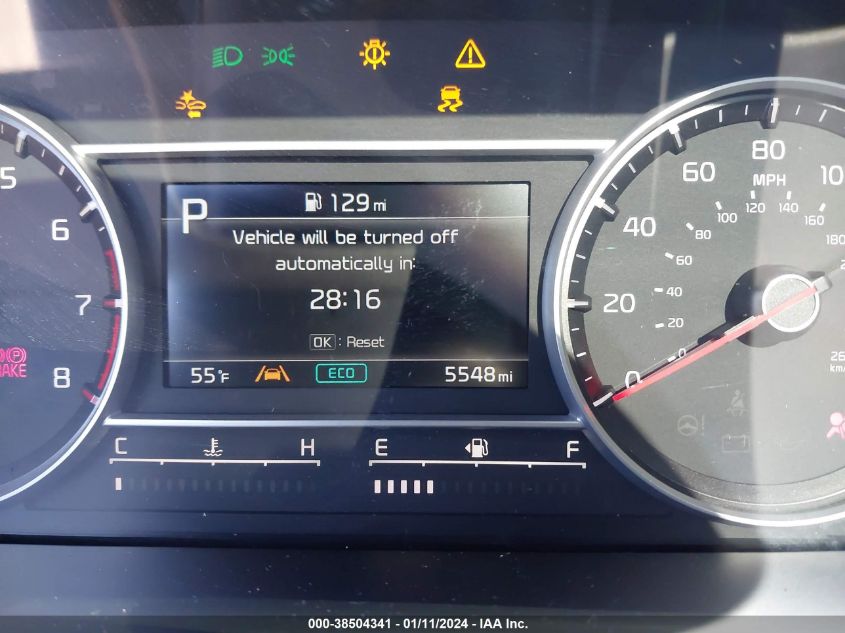 P
129 mi
Vehicle will be turned off
automatically in:
28:16
OK : Reset
55°F
ECO
5548 mi
5
6
7
8
C H
E F
0
20
40
60
80
MPH
0
20
40
60
80
100
120
140
160
180
km/
000-38504341 - 01/11/2024 - IAA Inc.